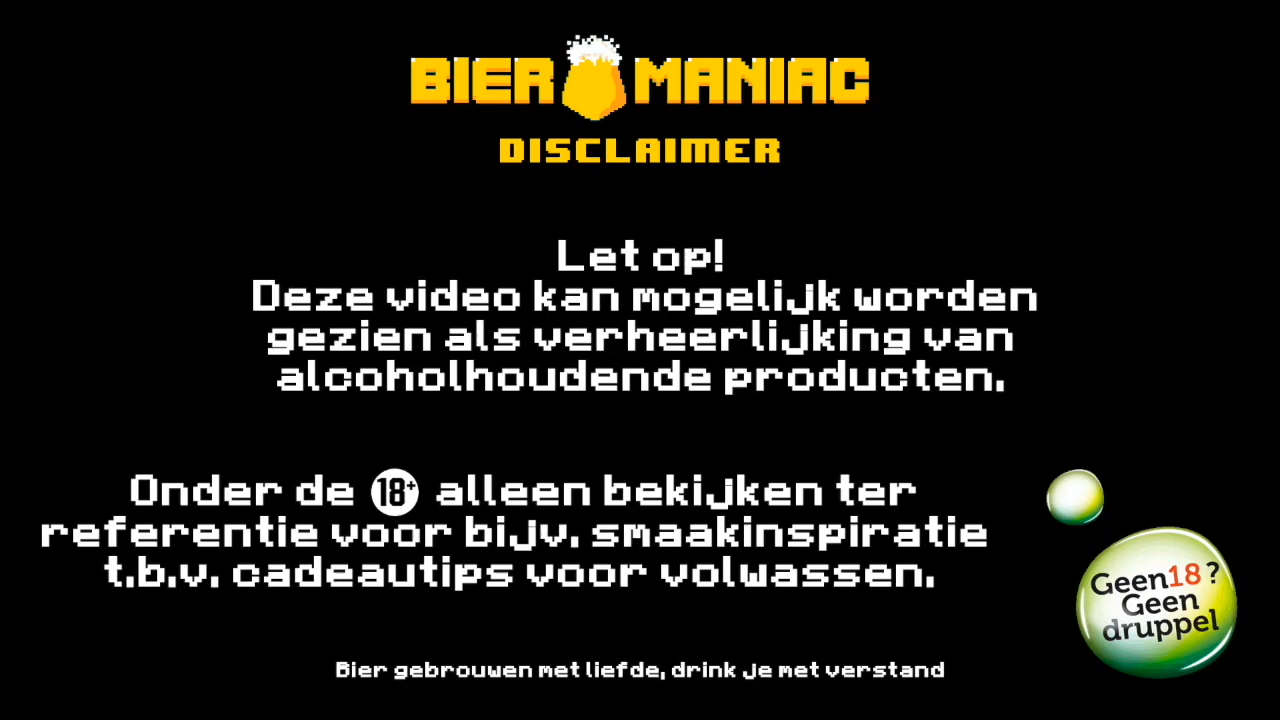 BIER MANIAC
DISCLAIMER
Let op!
Deze video kan mogelijk worden
gezien als verheerlijking van
alcoholhoudende producten.
Onder de 18+ alleen bekijken ter
referentie voor bijv. smaakinspiratie
t.b.v. cadeautips voor volwassen.
Geen18?
Geen
druppel
Bier gebrouwen met liefde, drink je met verstand